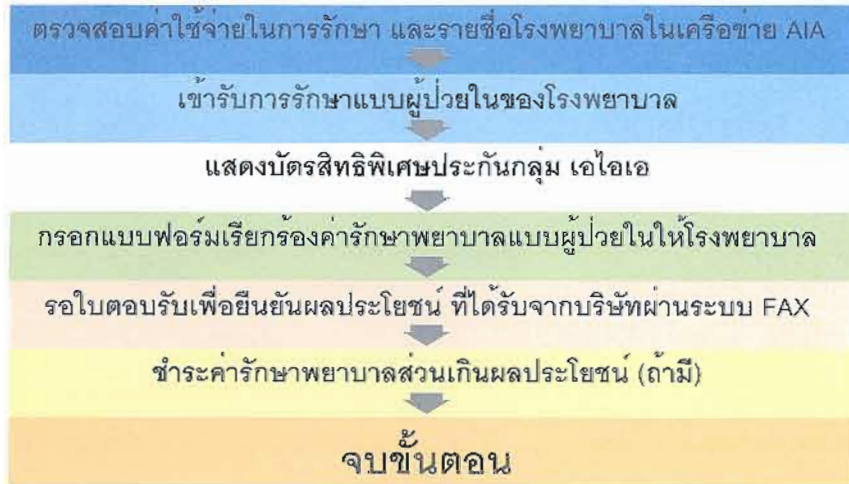 ตรวจสอบค่าใช้จ่ายในการรักษา และรายชื่อโรงพยาบาลในเครือข่าย AIA
เข้ารับการรักษาแบบผู้ป่วยในของโรงพยาบาล
แสดงบัตรสิทธิพิเศษประกันกลุ่ม เอไอเอ
กรอกแบบฟอร์มเรียกร้องค่ารักษาพยาบาลแบบผู้ป่วยในให้โรงพยาบาล
รอใบตอบรับเพื่อยืนยันผลประโยชน์ ที่ได้รับจากบริษัทผ่านระบบ FAX
ชำระค่ารักษาพยาบาลส่วนเกินผลประโยชน์ (ถ้ามี)
จบขั้นตอน